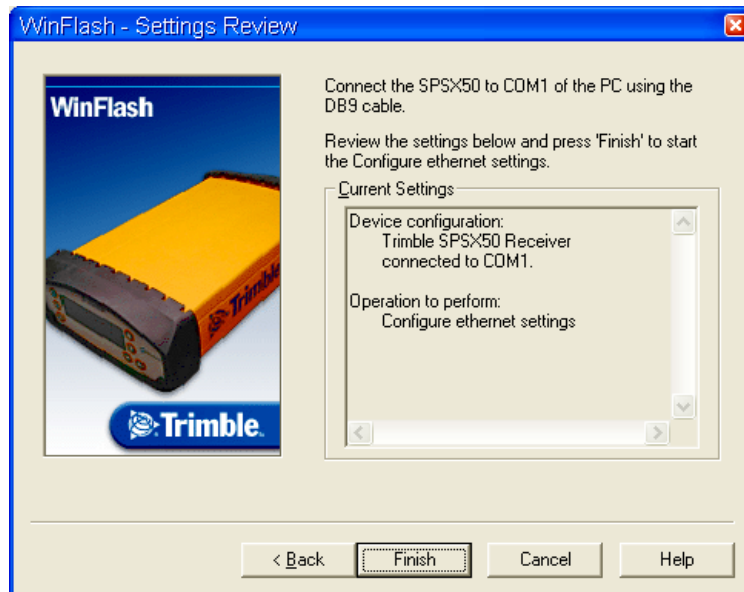 WinFlash - Settings Review
WinFlash
Trimble
Trimble.
Connect the SPSX50 to COM1 of the PC using the
DB9 cable.
Review the settings below and press 'Finish' to start
the Configure ethernet settings.
Current Settings
Device configuration:
Trimble SPSX50 Receiver
connected to COM1.
Operation to perform:
Configure ethernet settings
< Back
Finish
Cancel
Help